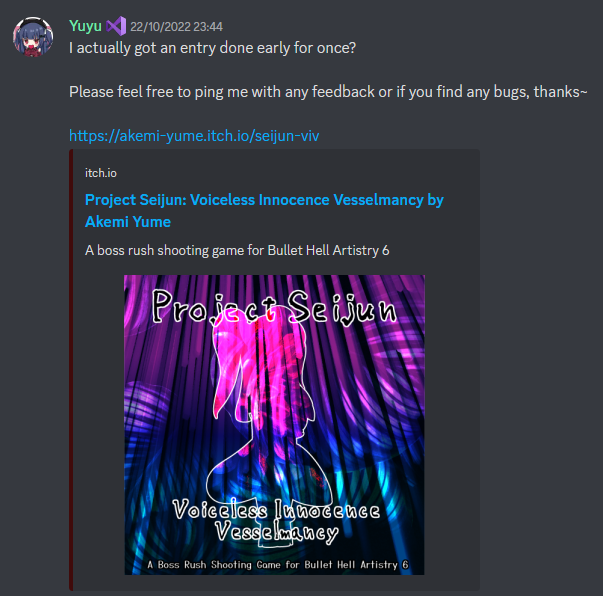 Yuyu 22/10/2022 23:44
I actually got an entry done early for once?
Please feel free to ping me with any feedback or if you find any bugs, thanks~
https://akemi-yume.itch.io/seijun-viv
itch.io
Project Seijun: Voiceless Innocence Vesselmancy by
Akemi Yume
A boss rush shooting game for Bullet Hell Artistry 6
Project Seijun
Voiceless Innocence
Vesselmancy
A Boss Rush Shooting Game for Bullet Hell Artistry 6